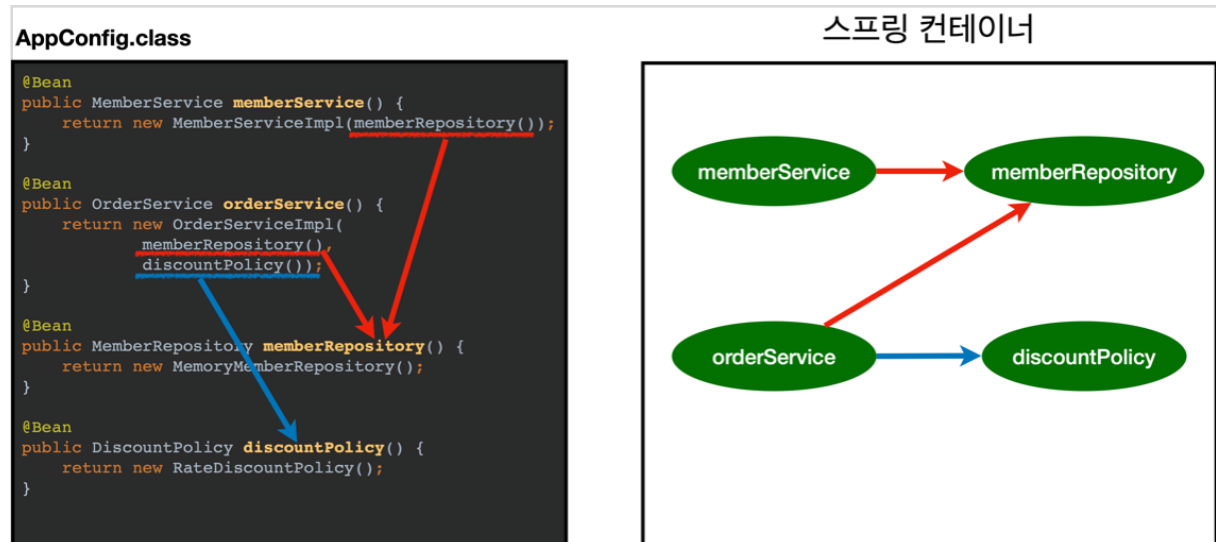 AppConfig.class
@Bean
public MemberService memberService() {
    return new MemberServiceImpl(memberRepository());
}
@Bean
public OrderService orderService() {
    return new OrderServiceImpl(
            memberRepository(),
            discountPolicy());
}
@Bean
public MemberRepository memberRepository() {
    return new MemoryMemberRepository();
}
@Bean
public DiscountPolicy discountPolicy() {
    return new RateDiscountPolicy();
}
스프링 컨테이너
memberService
memberRepository
orderService
discountPolicy